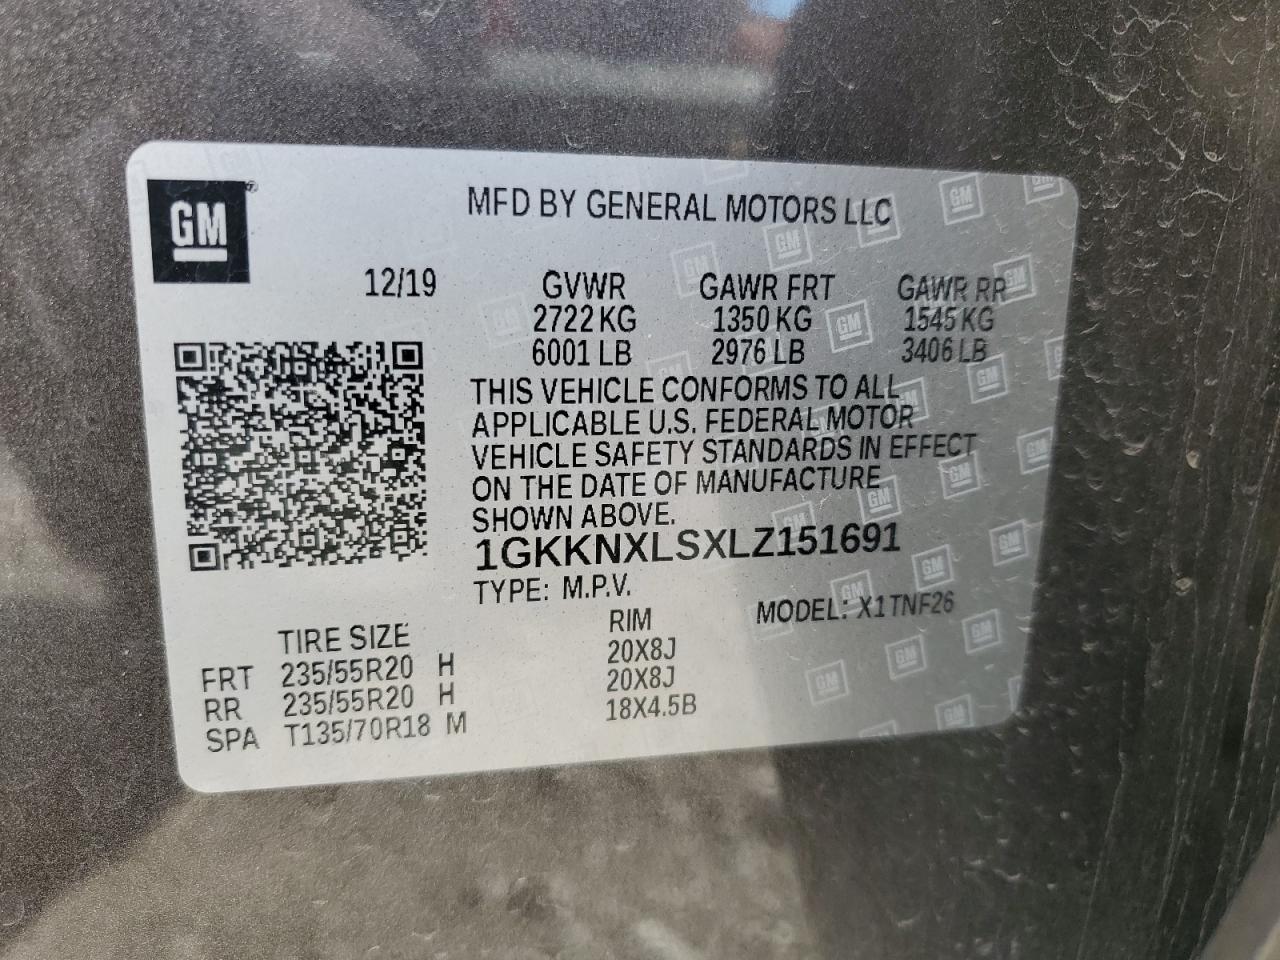 GM
MFD BY GENERAL MOTORS LLC
12/19 GVWR GAWR FRT GAWR RR
2722 KG 1350 KG 1545 KG
6001 LB 2976 LB 3406 LB
THIS VEHICLE CONFORMS TO ALL
APPLICABLE U.S. FEDERAL MOTOR
VEHICLE SAFETY STANDARDS IN EFFECT
ON THE DATE OF MANUFACTURE
SHOWN ABOVE.
1GKKNXLSXLZ151691
TYPE: M.P.V. MODEL: X1TNF26
TIRE SIZE RIM
FRT 235/55R20 H 20X8J
RR 235/55R20 H 20X8J
SPA T135/70R18 M 18X4.5B